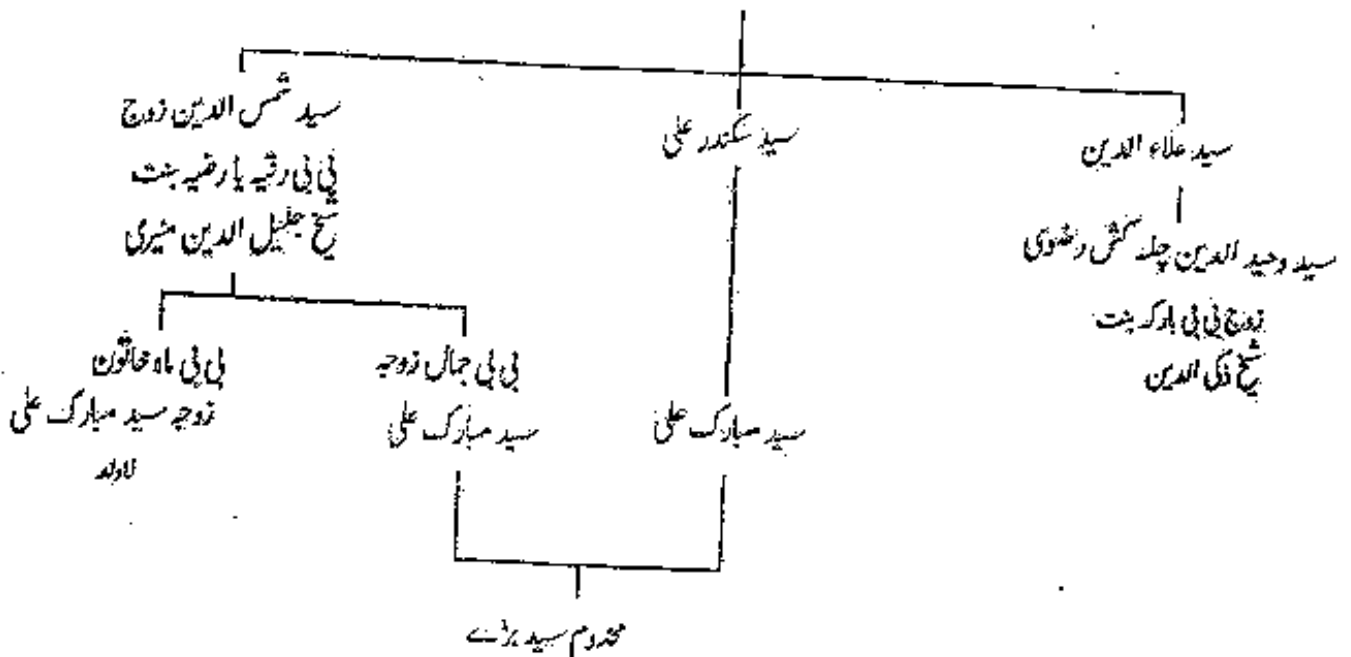 سید علاء الدین
سید وحید الدین چلہ کش رضوی
زوج بی بی بارکہ بنت
شیخ ذکی الدین
سید سکندر علی
سید مبارک علی
سید شمس الدین زوج
بی بی رقیہ یا رضیہ بنت
شیخ جلیل الدین منیری
بی بی جمال زوجہ
سید مبارک علی
بی بی ماہ خاتون
زوجہ سید مبارک علی
لاولد
مخدوم سید بڑے